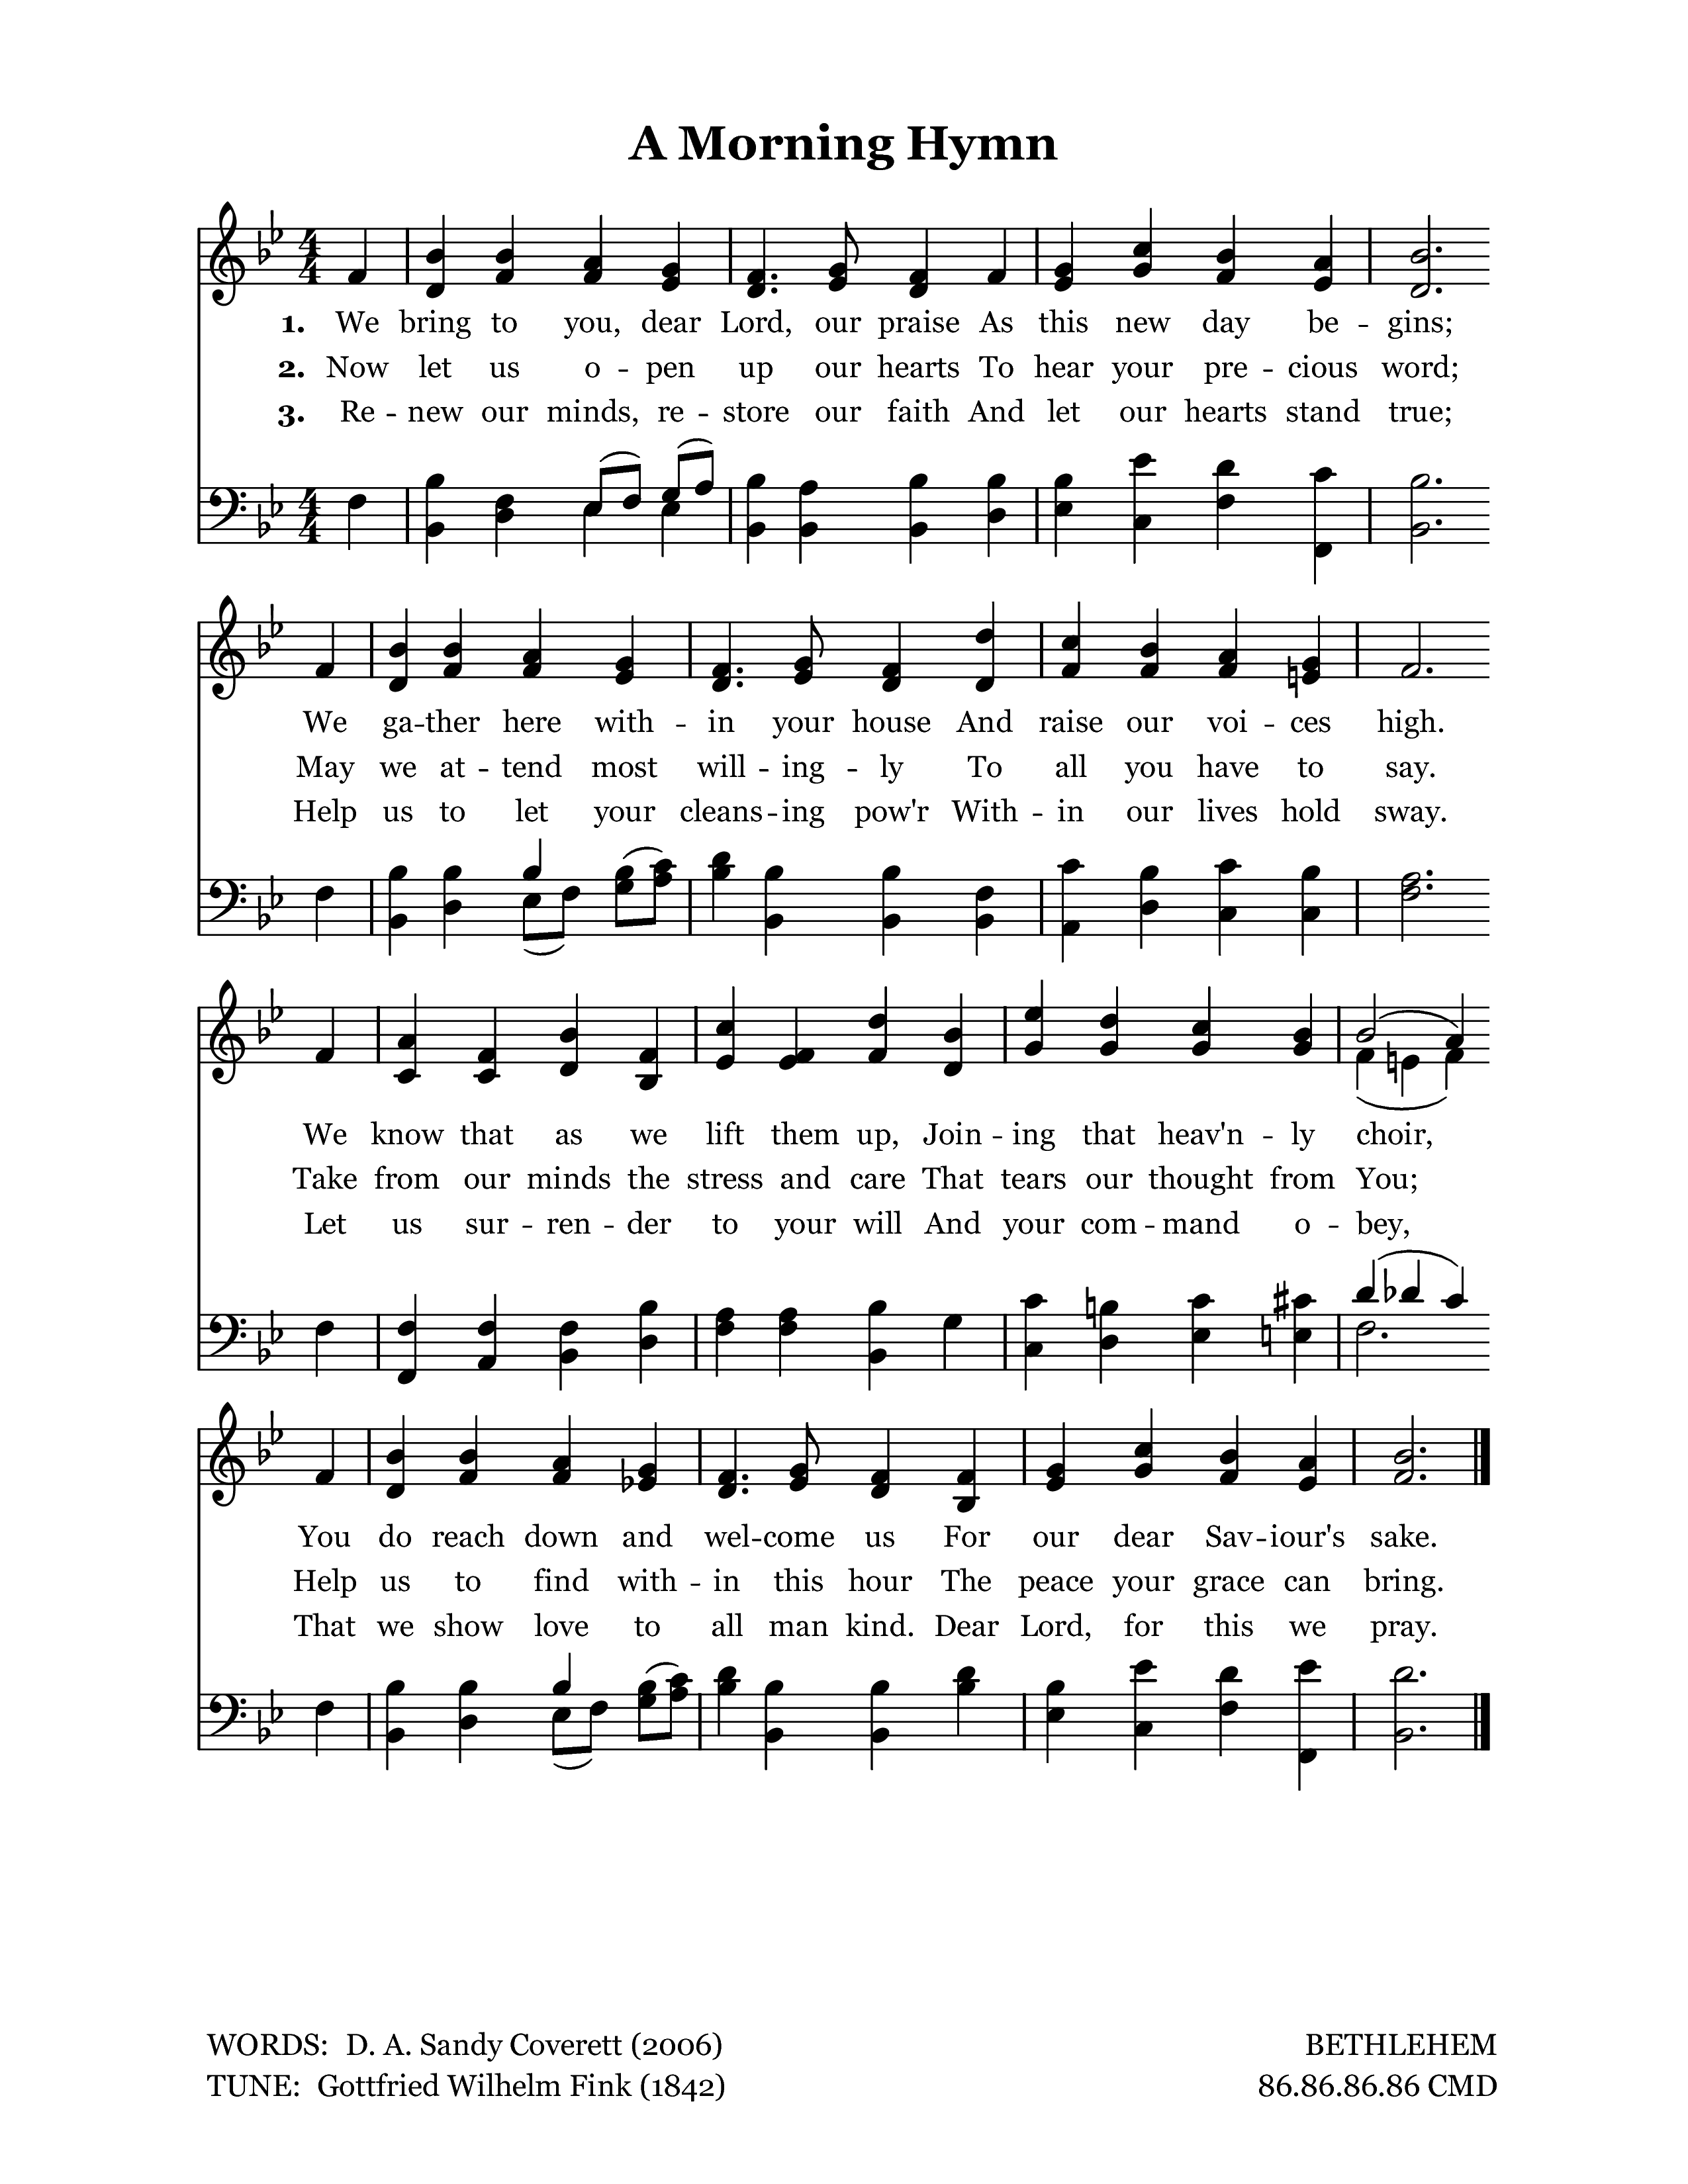 A Morning Hymn
4 4
1. We bring to you, dear Lord, our praise As this new day be - gins;
2. Now let us o - pen up our hearts To hear your pre - cious word;
3. Re - new our minds, re - store our faith And let our hearts stand true;
4 4
We ga - ther here with - in your house And raise our voi - ces high.
May we at - tend most will - ing - ly To all you have to say.
Help us to let your cleans - ing pow'r With - in our lives hold sway.
We know that as we lift them up, Join - ing that heav'n - ly choir,
Take from our minds the stress and care That tears our thought from You;
Let us sur - ren - der to your will And your com - mand o - bey,
You do reach down and wel - come us For our dear Sav - iour's sake.
Help us to find with - in this hour The peace your grace can bring.
That we show love to all man kind. Dear Lord, for this we pray.
WORDS: D. A. Sandy Coverett (2006) BETHLEHEM
TUNE: Gottfried Wilhelm Fink (1842) 86.86.86.86 CMD